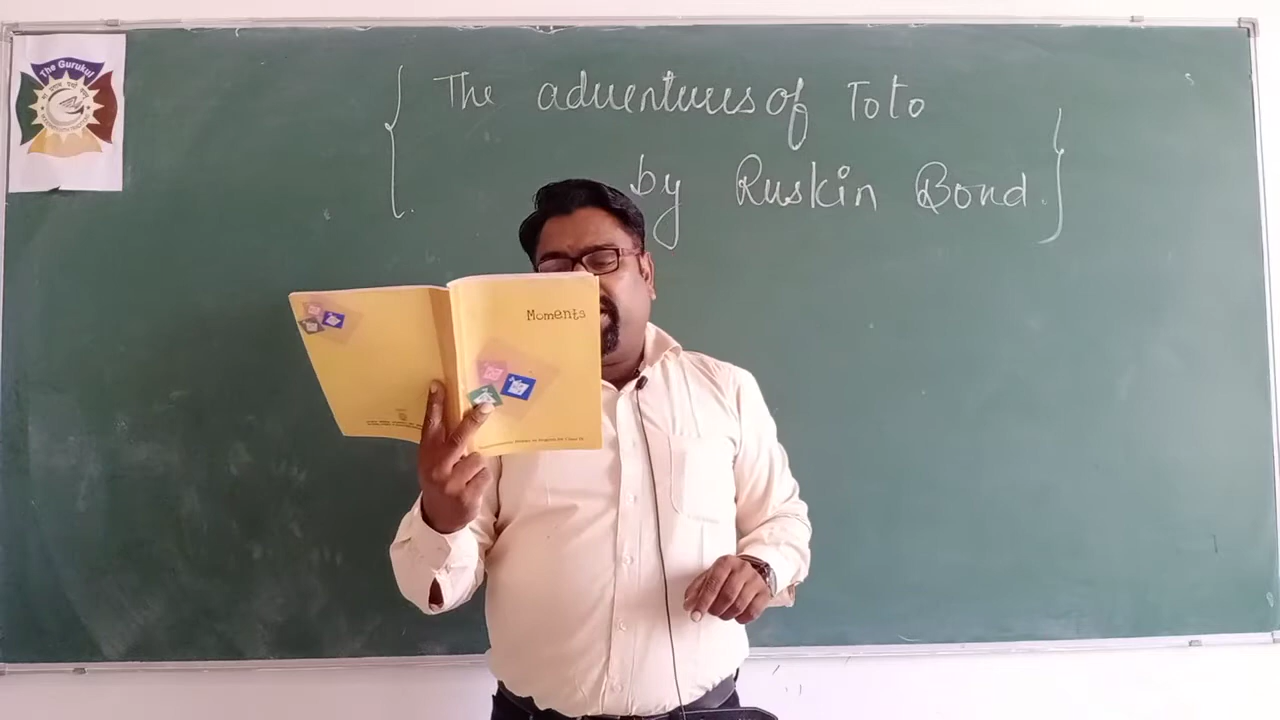 The Gurukul
The adventures of Toto
by Ruskin Bond.
Moments